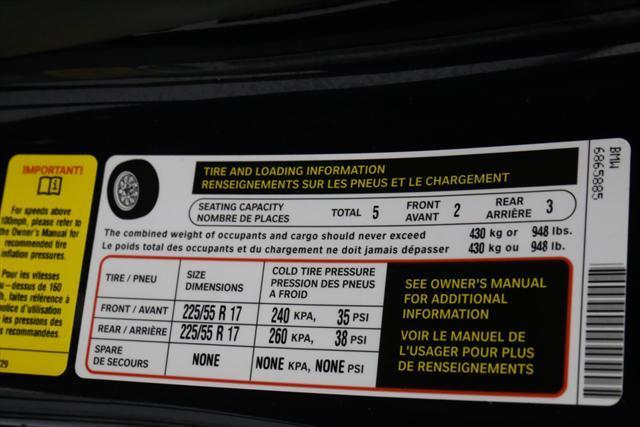 IMPORTANT!
For speeds above
100mph, please refer to
the Owner's Manual for
recommended tire
inflation pressures.
Pour les vitesses
au – dessus de 160
faites référence à
notice d'utilisation
les pressions des
recommandées.
TIRE AND LOADING INFORMATION
RENSEIGNEMENTS SUR LES PNEUS ET LE CHARGEMENT
SEATING CAPACITY
NOMBRE DE PLACES
TOTAL 5
FRONT
AVANT 2
REAR
ARRIÈRE 3
The combined weight of occupants and cargo should never exceed 430 kg or 948 lbs.
Le poids total des occupants et du chargement ne doit jamais dépasser 430 kg ou 948 lb.
TIRE / PNEU
SIZE
DIMENSIONS
COLD TIRE PRESSURE
PRESSION DES PNEUS
A FROID
FRONT / AVANT 225/55 R 17 240 KPA, 35 PSI
REAR / ARRIÈRE 225/55 R 17 260 KPA, 38 PSI
SPARE
DE SECOURS
NONE NONE KPA, NONE PSI
SEE OWNER'S MANUAL
FOR ADDITIONAL
INFORMATION
VOIR LE MANUEL DE
L'USAGER POUR PLUS
DE RENSEIGNEMENTS
BMW
6865885